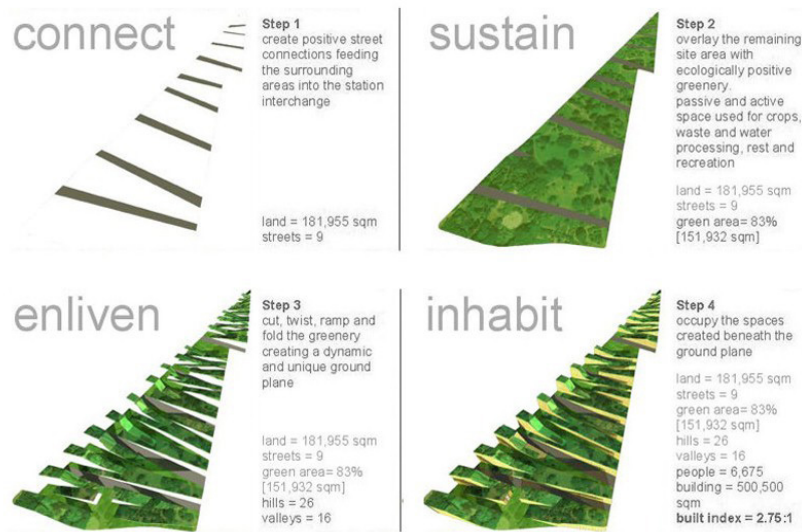 connect
Step 1
create positive street
connections feeding
the surrounding
areas into the station
interchange
land = 181,955 sqm
streets = 9
sustain
Step 2
overlay the remaining
site area with
ecologically positive
greenery.
passive and active
space used for crops,
waste and water
processing, rest and
recreation
land = 181,955 sqm
streets = 9
green area= 83%
[151,932 sqm]
enliven
Step 3
cut, twist, ramp and
fold the greenery
creating a dynamic
and unique ground
plane
land = 181,955 sqm
streets = 9
green area= 83%
[151,932 sqm]
hills = 26
valleys = 16
inhabit
Step 4
occupy the spaces
created beneath the
ground plane
land = 181,955 sqm
streets = 9
green area= 83%
[151,932 sqm]
hills = 26
valleys = 16
people = 6,675
building = 500,500
sqm
built index = 2.75:1